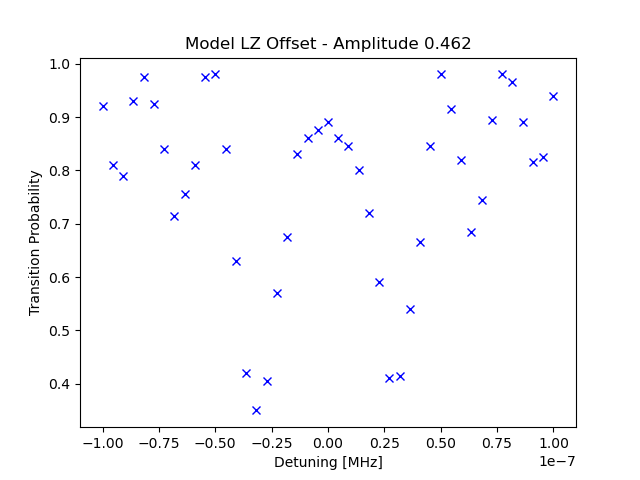 Model LZ Offset - Amplitude 0.462
1.0
0.9
0.8
0.7
0.6
0.5
0.4
Transition Probability
−1.00 −0.75 −0.50 −0.25 0.00 0.25 0.50 0.75 1.00
1e−7
Detuning [MHz]